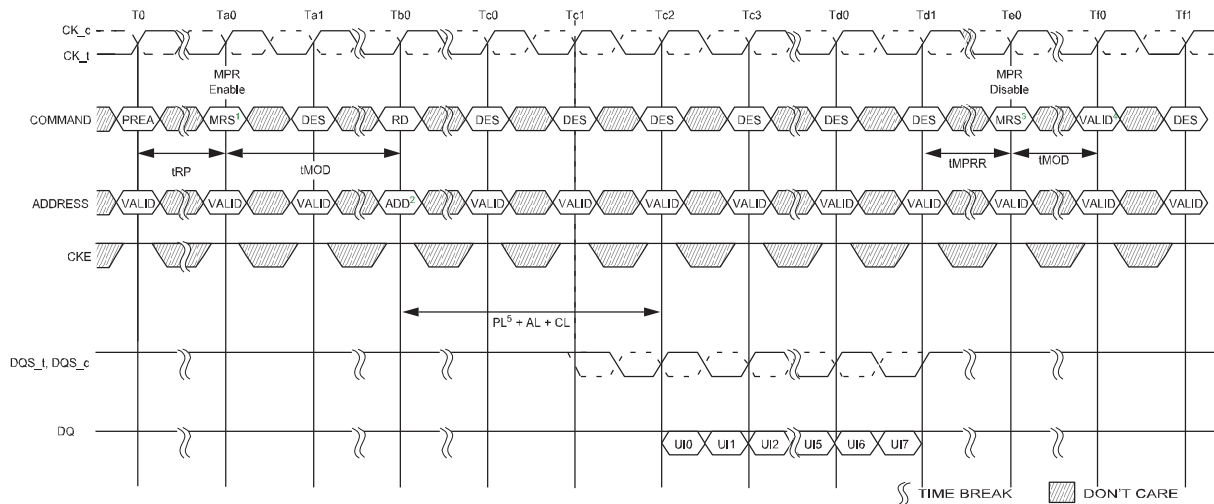 T0 Ta0 Ta1 Tb0 Tc0 Tc1 Tc2 Tc3 Td0 Td1 Te0 Tf0 Tf1
CK_c
CK_t
MPR Enable
MPR Disable
COMMAND PREA MRS¹ DES RD DES DES DES DES DES DES MRS³ VALID⁴ DES
tRP tMOD tMPRR tMOD
ADDRESS VALID VALID VALID ADD² VALID VALID VALID VALID VALID VALID VALID VALID VALID
CKE
PL⁵ + AL + CL
DQS_t, DQS_c
DQ UI0 UI1 UI2 UI5 UI6 UI7
TIME BREAK DON'T CARE